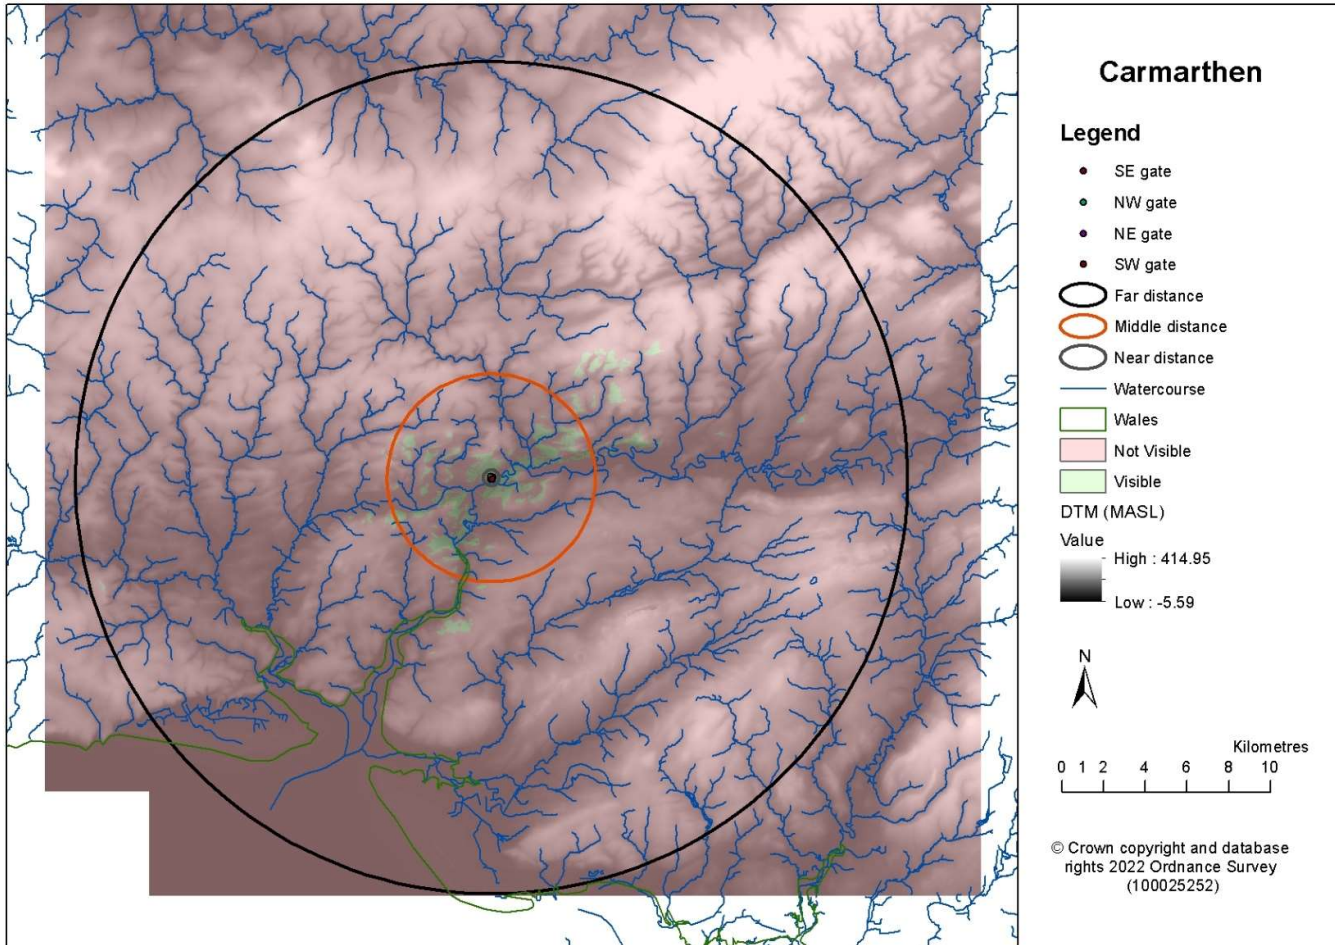 Carmarthen
Legend
SE gate
NW gate
NE gate
SW gate
Far distance
Middle distance
Near distance
Watercourse
Wales
Not Visible
Visible
DTM (MASL)
Value
High : 414.95
Low : -5.59
N
Kilometres
0 1 2 4 6 8 10
© Crown copyright and database
rights 2022 Ordnance Survey
(100025252)